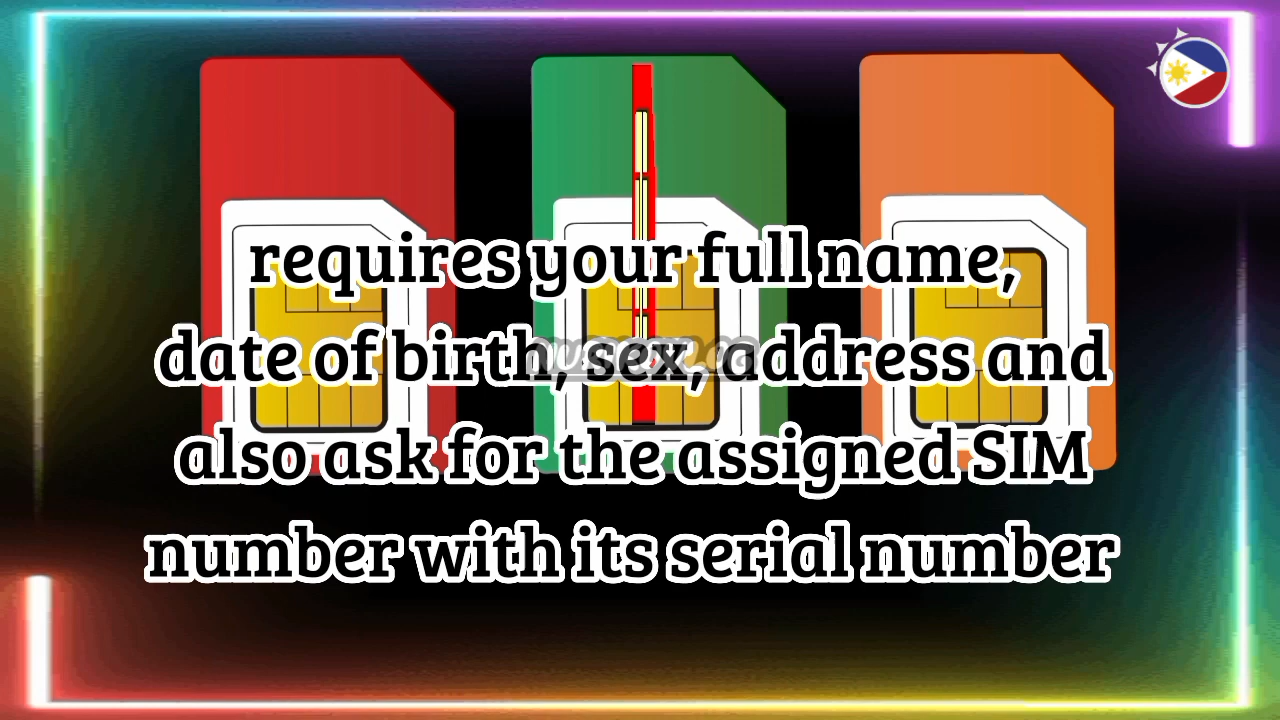 requires your full name,
date of birth, sex, address and
also ask for the assigned SIM
number with its serial number